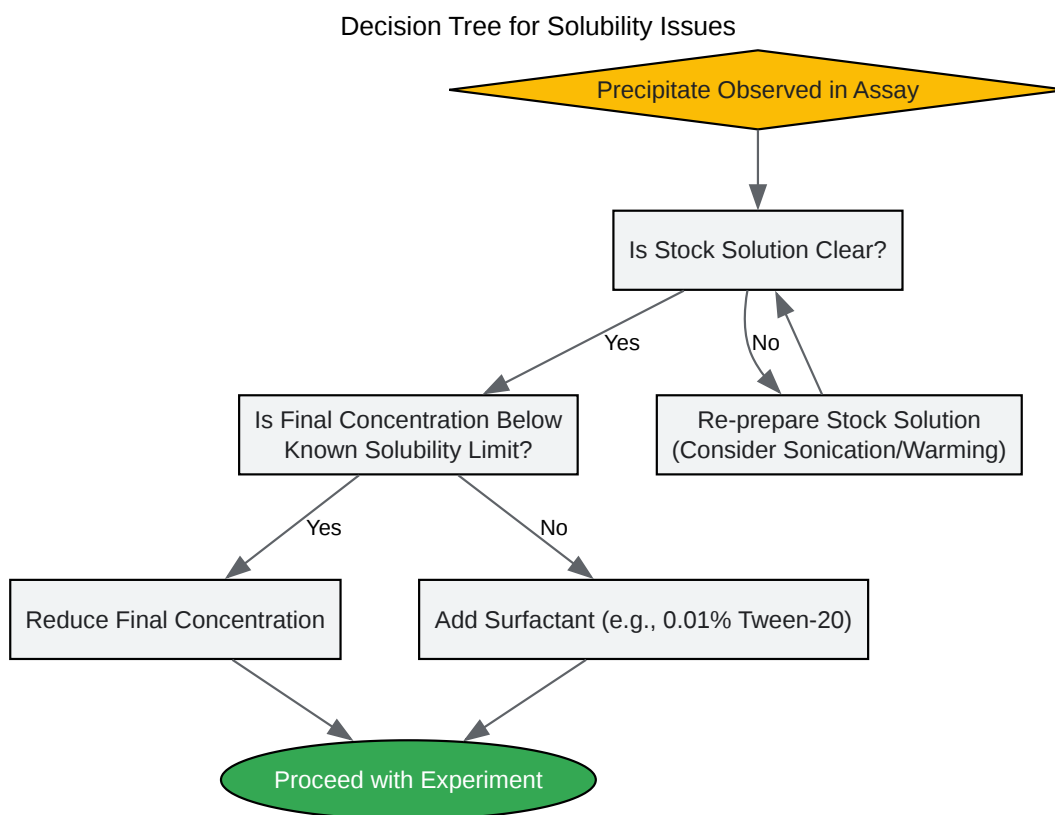 Decision Tree for Solubility Issues
Precipitate Observed in Assay
Is Stock Solution Clear?
Yes
No
Is Final Concentration Below
Known Solubility Limit?
Re-prepare Stock Solution
(Consider Sonication/Warming)
Yes
No
Reduce Final Concentration
Add Surfactant (e.g., 0.01% Tween-20)
Proceed with Experiment